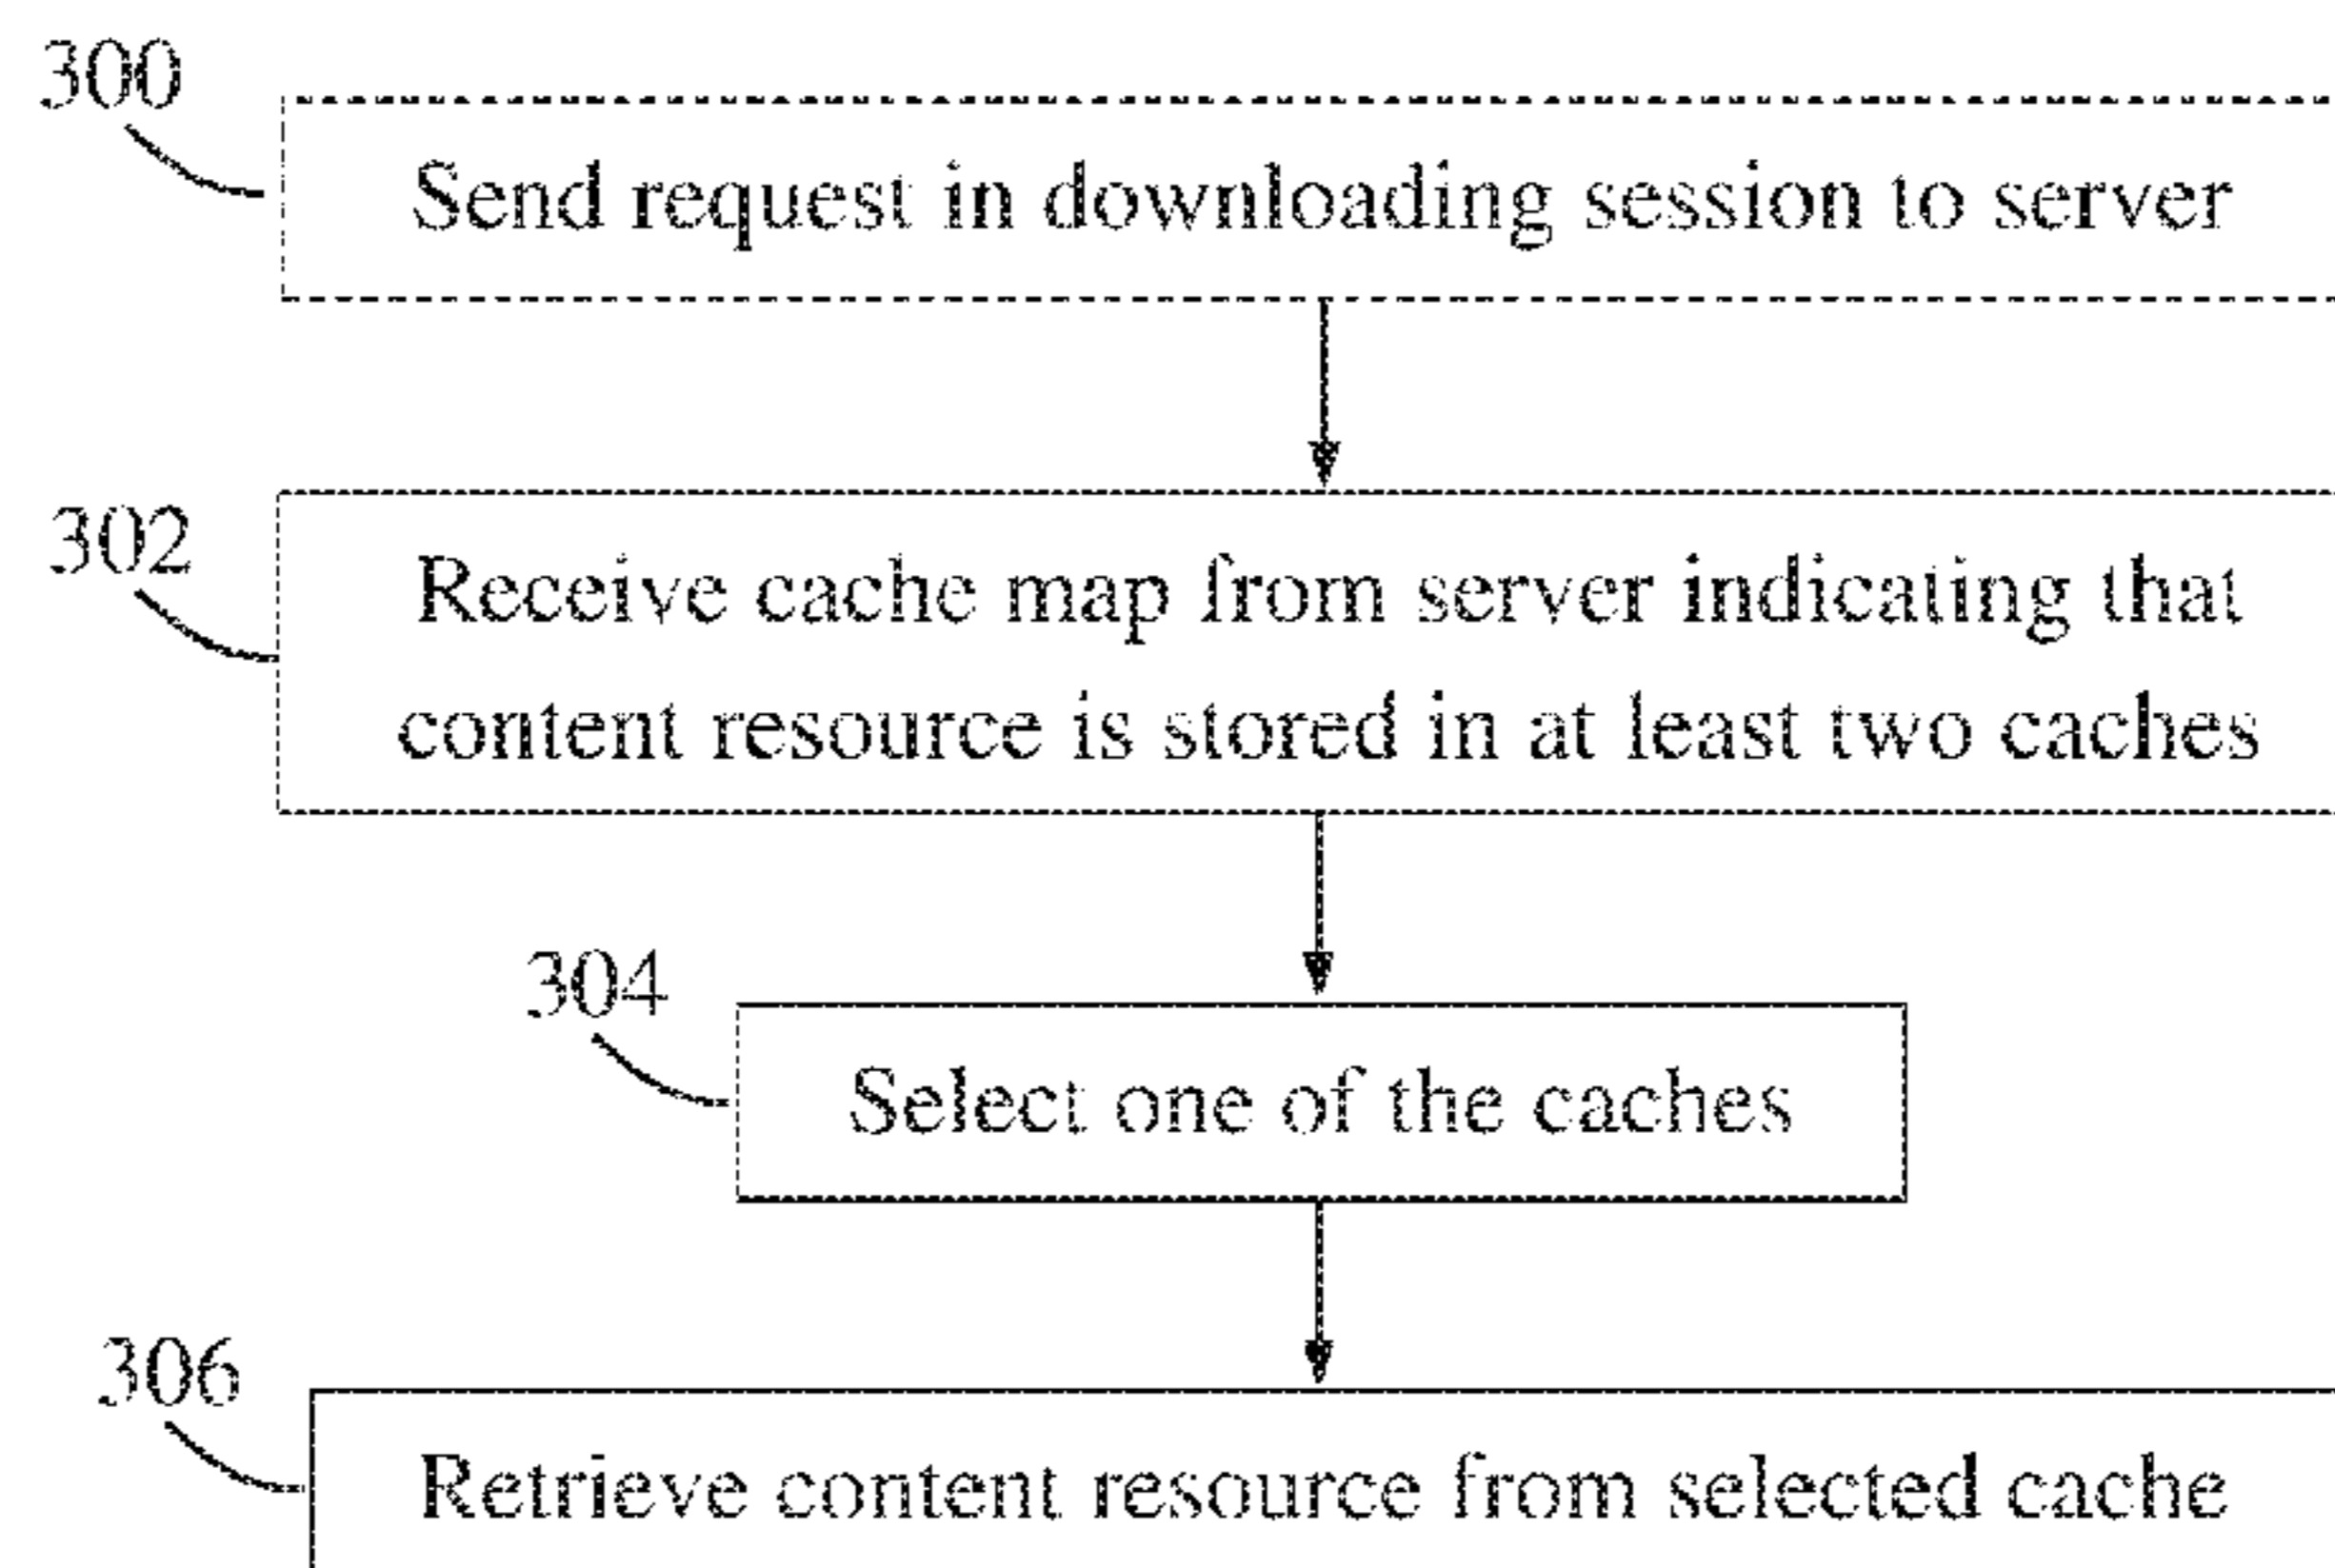 300
Send request in downloading session to server
302
Receive cache map from server indicating that
content resource is stored in at least two caches
304
Select one of the caches
306
Retrieve content resource from selected cache